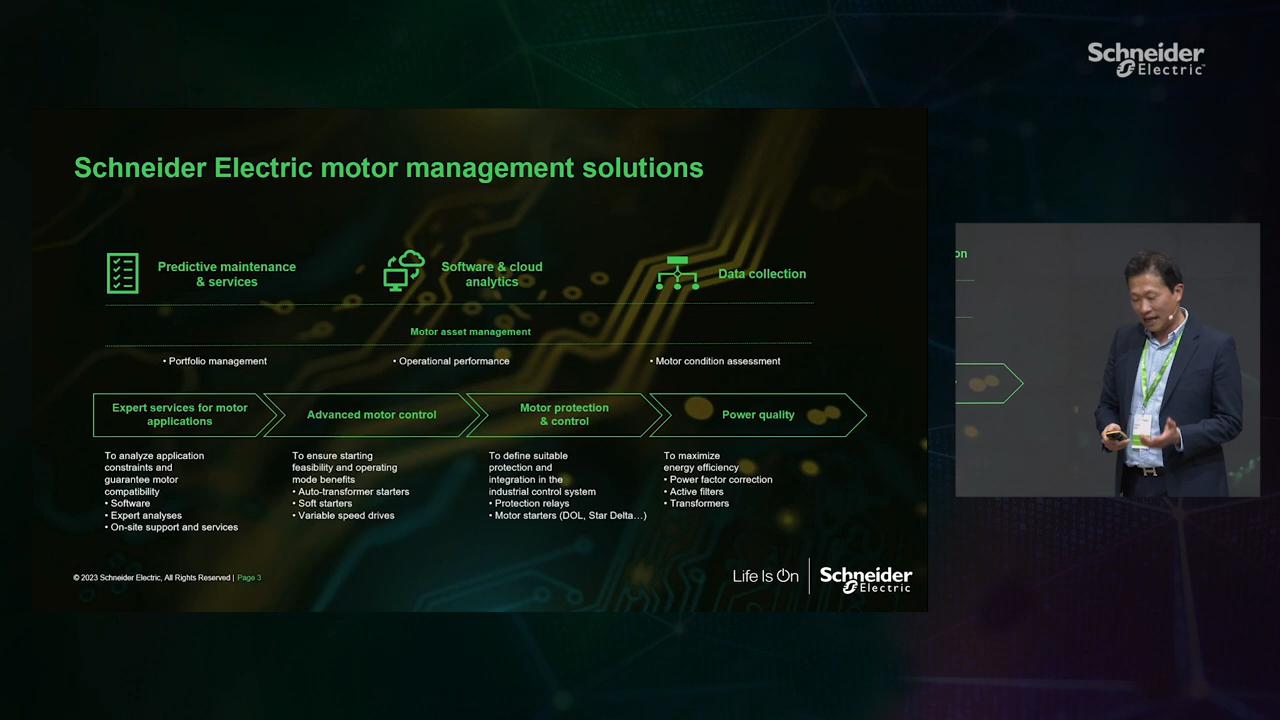 Schneider
Electric™
Schneider Electric motor management solutions
Predictive maintenance
& services
Software & cloud
analytics
Data collection
Motor asset management
• Portfolio management
• Operational performance
• Motor condition assessment
Expert services for motor
applications
Advanced motor control
Motor protection
& control
Power quality
To analyze application
constraints and
guarantee motor
compatibility
• Software
• Expert analyses
• On-site support and services
To ensure starting
feasibility and operating
mode benefits
• Auto-transformer starters
• Soft starters
• Variable speed drives
To define suitable
protection and
integration in the
industrial control system
• Protection relays
• Motor starters (DOL, Star Delta…)
To maximize
energy efficiency
• Power factor correction
• Active filters
• Transformers
© 2023 Schneider Electric, All Rights Reserved | Page 3
Life Is On
Schneider
Electric
on